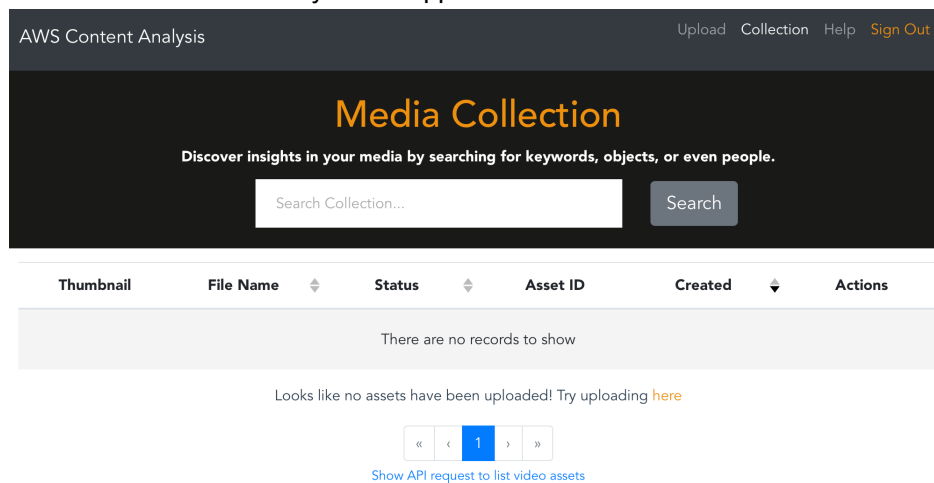 AWS Content Analysis Upload Collection Help Sign Out
Media Collection
Discover insights in your media by searching for keywords, objects, or even people.
Search Collection... Search
Thumbnail File Name Status Asset ID Created Actions
There are no records to show
Looks like no assets have been uploaded! Try uploading here
« ‹ 1 › »
Show API request to list video assets